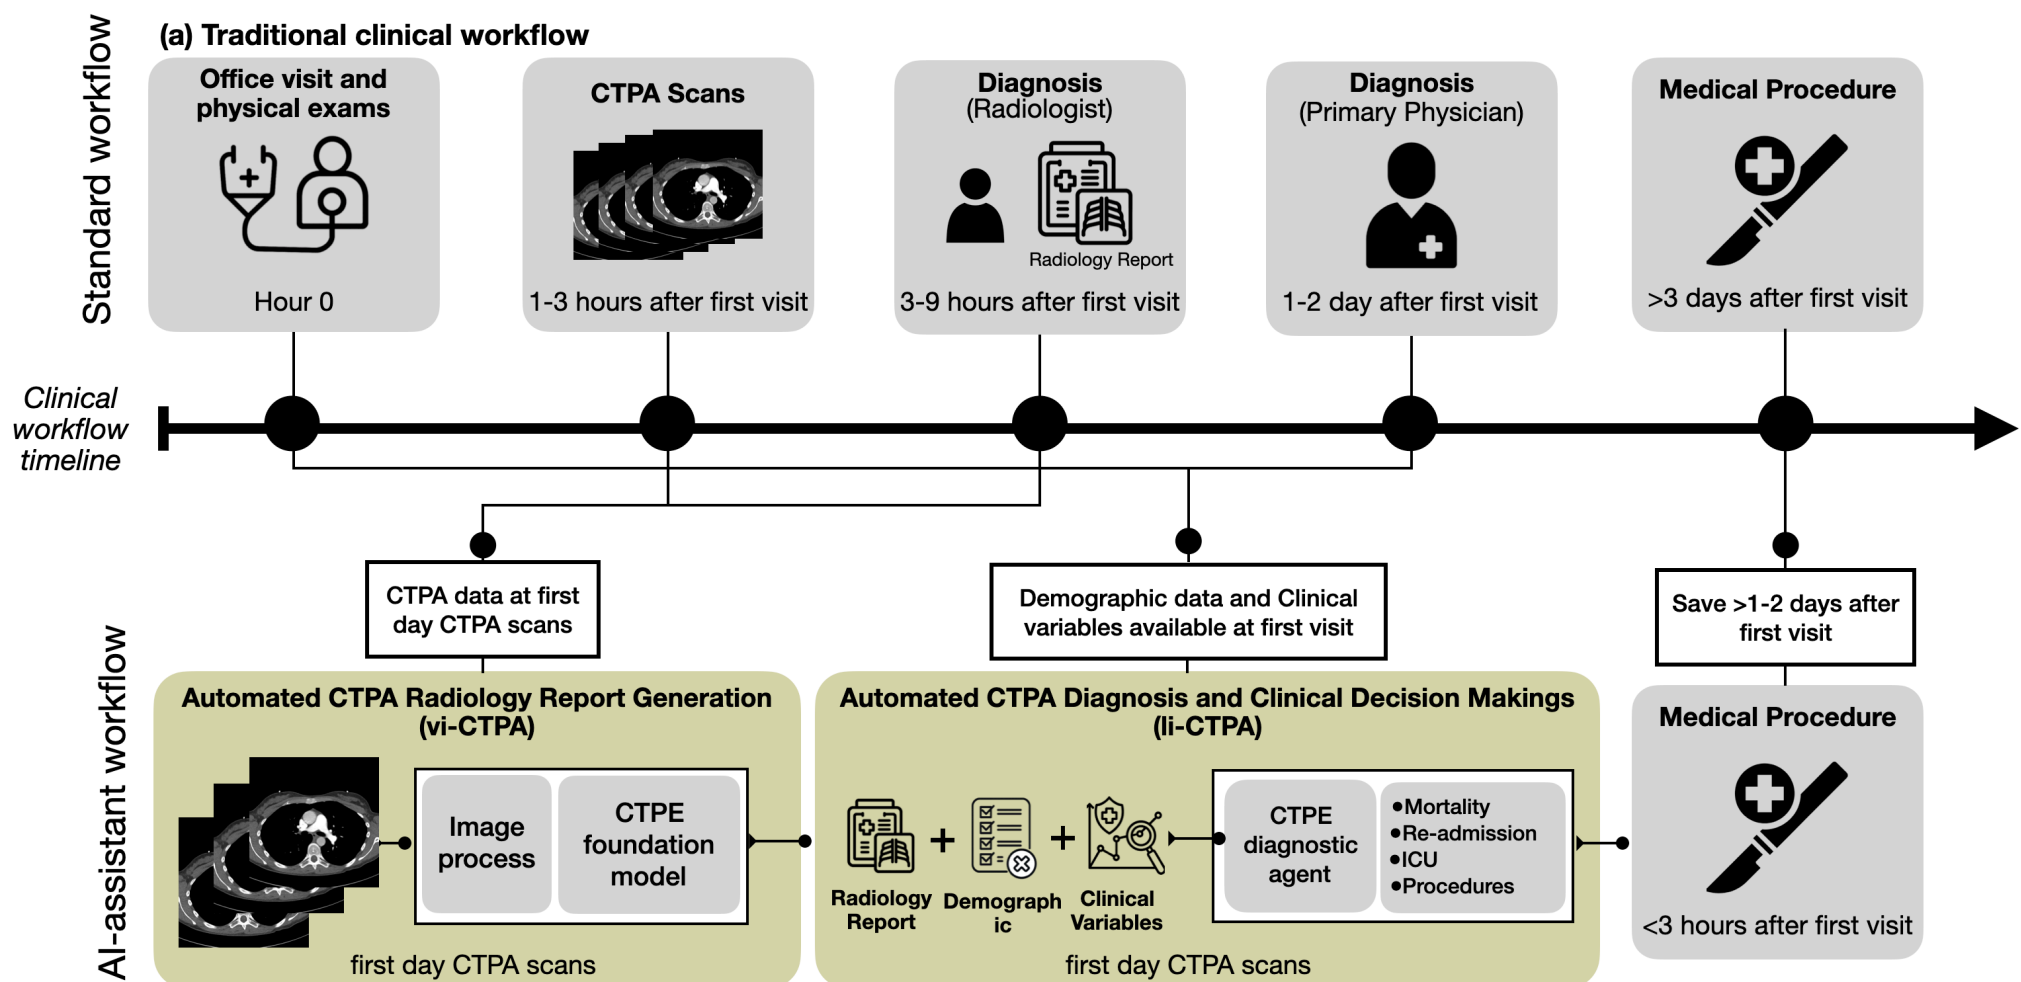 (a) Traditional clinical workflow
Standard workflow
Office visit and
physical exams
Hour 0
CTPA Scans
1-3 hours after first visit
Diagnosis
(Radiologist)
Radiology Report
3-9 hours after first visit
Diagnosis
(Primary Physician)
1-2 day after first visit
Medical Procedure
>3 days after first visit
Clinical
workflow
timeline
CTPA data at first
day CTPA scans
Demographic data and Clinical
variables available at first visit
Save >1-2 days after
first visit
AI-assistant workflow
Automated CTPA Radiology Report Generation
(vi-CTPA)
Image
process
CTPE
foundation
model
first day CTPA scans
Automated CTPA Diagnosis and Clinical Decision Makings
(li-CTPA)
Radiology
Report
+
Demograph
ic
+
Clinical
Variables
CTPE
diagnostic
agent
•Mortality
•Re-admission
•ICU
•Procedures
first day CTPA scans
Medical Procedure
<3 hours after first visit